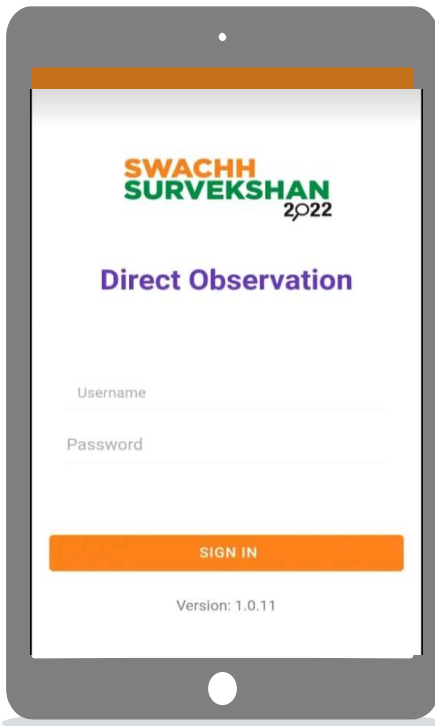 SWACHH
SURVEKSHAN
2022
Direct Observation
Username
Password
SIGN IN
Version: 1.0.11